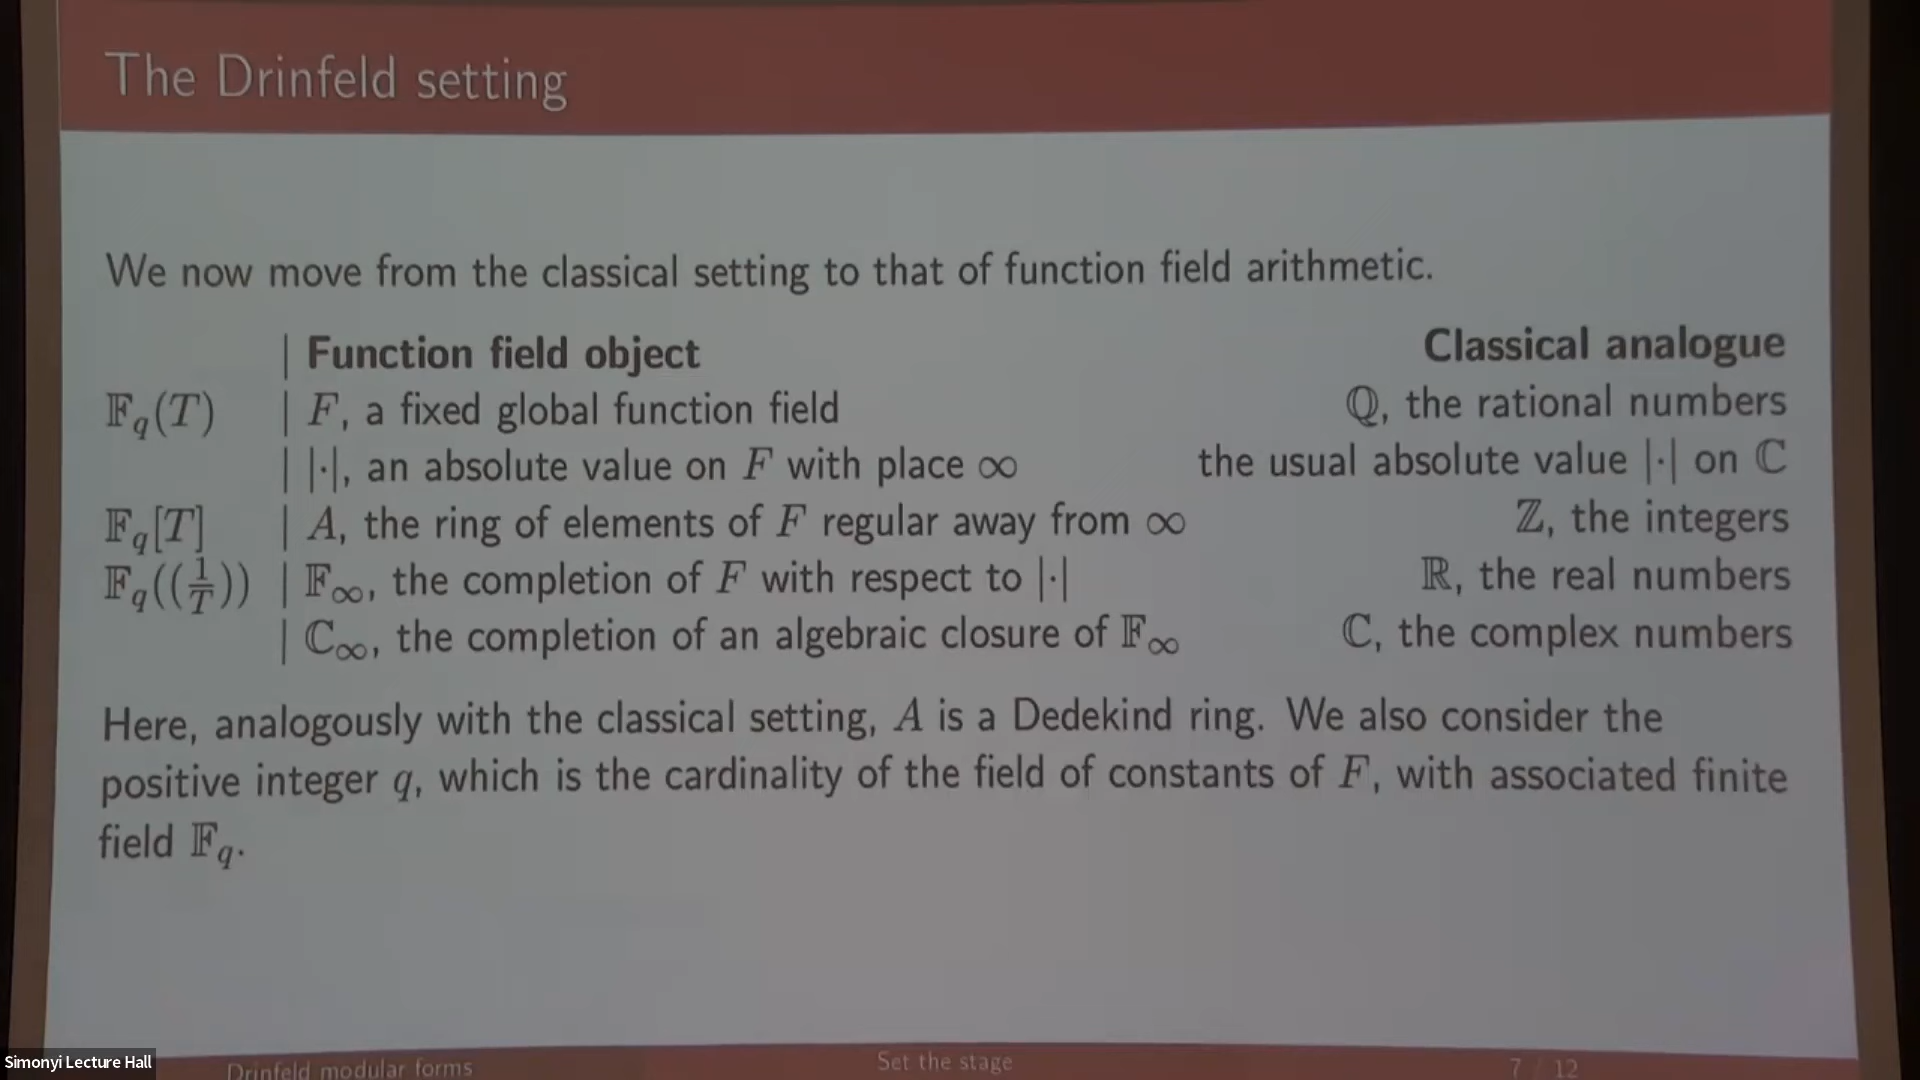 The Drinfeld setting
We now move from the classical setting to that of function field arithmetic.
| Function field object Classical analogue
𝔽_q(T) | F, a fixed global function field ℚ, the rational numbers
| |·|, an absolute value on F with place ∞ the usual absolute value |·| on ℂ
𝔽_q[T] | A, the ring of elements of F regular away from ∞ ℤ, the integers
𝔽_q((1/T)) | 𝔽_∞, the completion of F with respect to |·| ℝ, the real numbers
| ℂ_∞, the completion of an algebraic closure of 𝔽_∞ ℂ, the complex numbers
Here, analogously with the classical setting, A is a Dedekind ring. We also consider the
positive integer q, which is the cardinality of the field of constants of F, with associated finite
field 𝔽_q.
Simonyi Lecture Hall
Drinfeld modular forms Set the stage 7 / 12